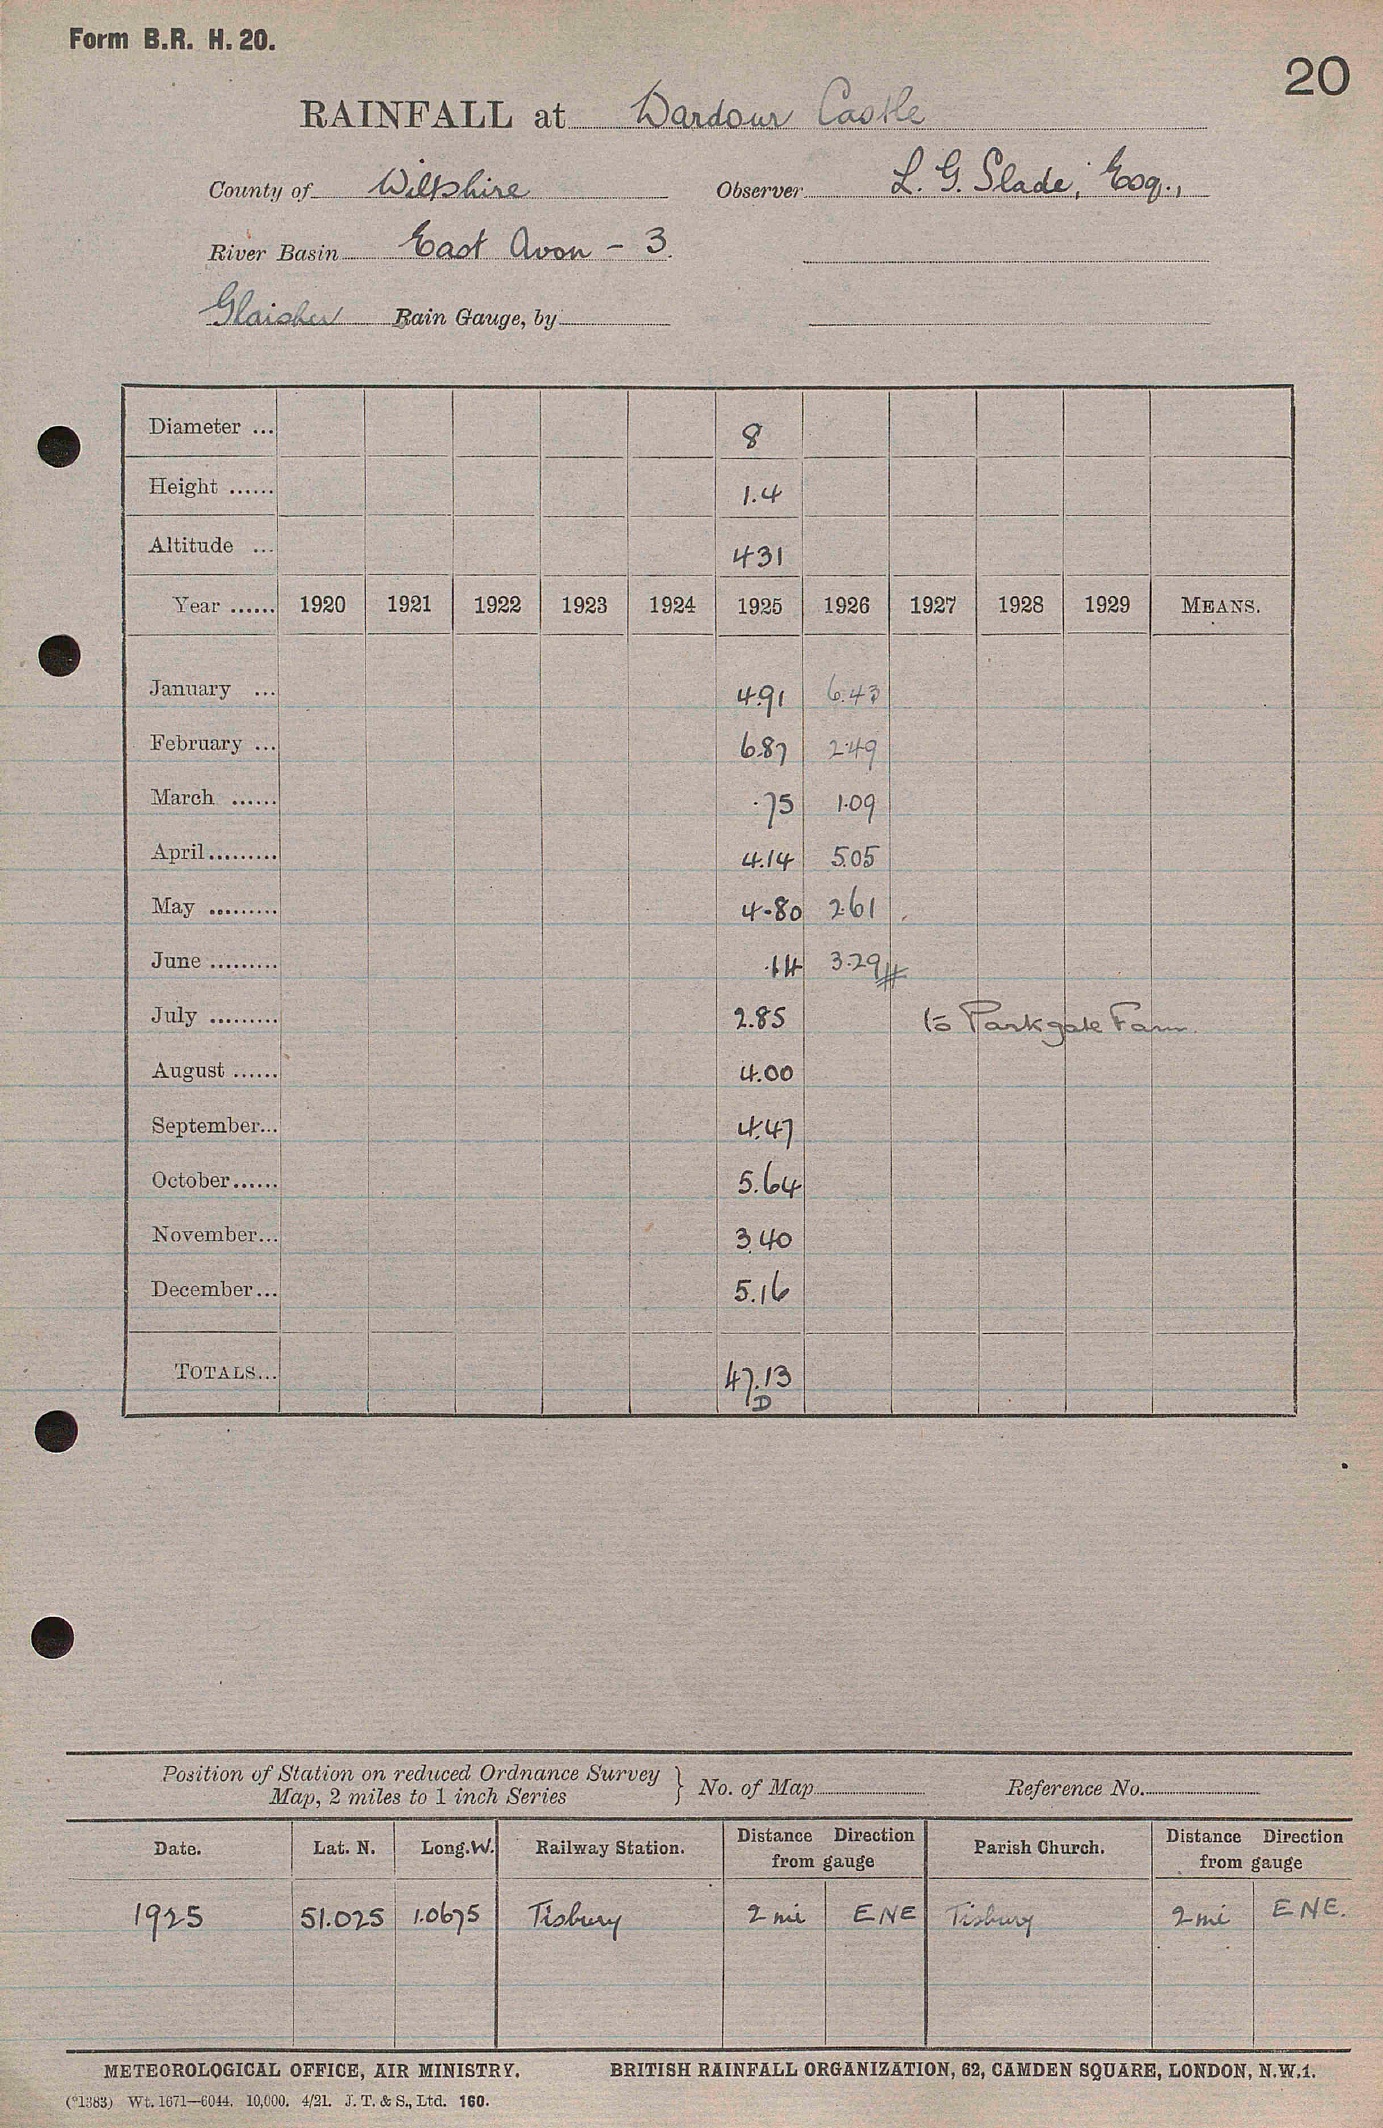 Form B.R. H. 20.
20
RAINFALL at Wardour Castle
County of Wiltshire Observer L. G. Slade, Esq.,
River Basin East Avon - 3.
Glaisher Rain Gauge, by
Diameter ... 8
Height ...... 1.4
Altitude ... 431
Year ...... 1920 1921 1922 1923 1924 1925 1926 1927 1928 1929 MEANS.
January ... 4.91 6.43
February ... 6.87 2.49
March ...... .75 1.09
April......... 4.14 5.05
May ......... 4.80 2.61
June ......... .14 3.29
July ......... 2.85 to Parkgate Farm
August ...... 4.00
September... 4.47
October...... 5.64
November... 3.40
December... 5.16
TOTALS... 47.13
D
Position of Station on reduced Ordnance Survey
Map, 2 miles to 1 inch Series } No. of Map Reference No.
Date. Lat. N. Long. W. Railway Station. Distance Direction from gauge Parish Church. Distance Direction from gauge
1925 51.025 1.0675 Tisbury 2 mi ENE Tisbury 2 mi ENE.
METEOROLOGICAL OFFICE, AIR MINISTRY. BRITISH RAINFALL ORGANIZATION, 62, CAMDEN SQUARE, LONDON, N.W.1.
(*1383) Wt. 1671—6044. 10,000. 4/21. J. T. & S., Ltd. 160.